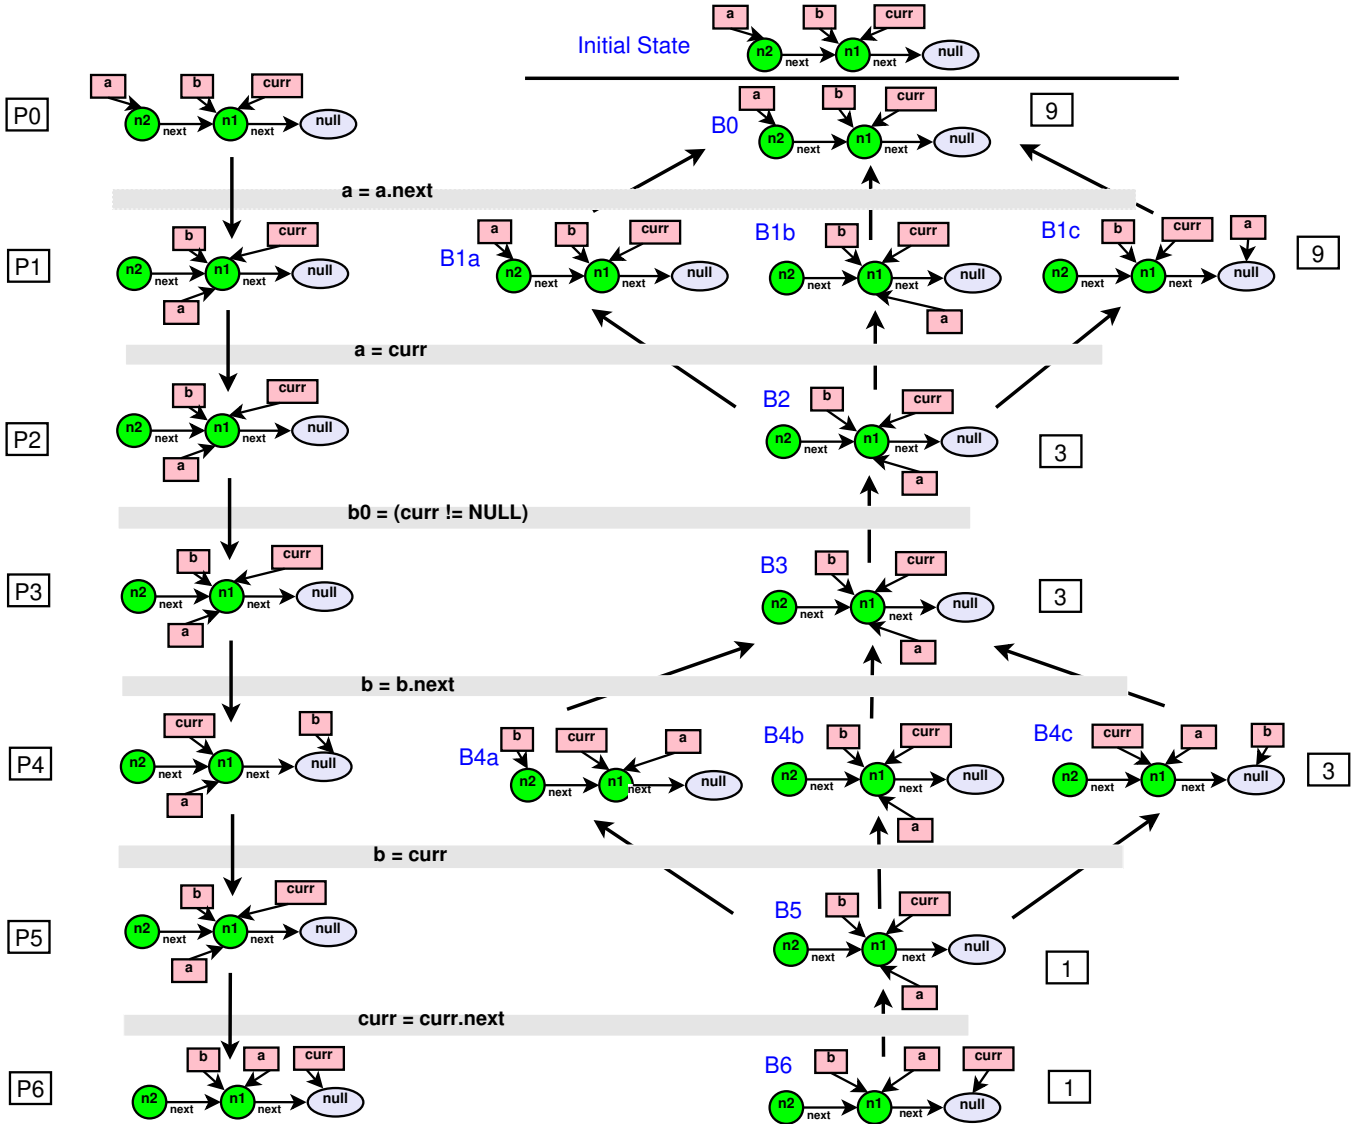 a b curr
Initial State n2 n1 null
next next
a b curr a b curr 9
P0 n2 n1 null B0 n2 n1 null
next next next next
a = a.next
b curr a b curr B1b b curr B1c b curr a
P1 n2 n1 null B1a n2 n1 null n2 n1 null n2 n1 null 9
next next next next next next next next
a a
a = curr
b curr B2 b curr
P2 n2 n1 null n2 n1 null 3
next next next next
a a
b0 = (curr != NULL)
b curr B3 b curr
P3 n2 n1 null n2 n1 null 3
next next next next
a a
b = b.next
curr b b curr a B4b b curr B4c curr a b
P4 n2 n1 null B4a n2 n1 null n2 n1 null n2 n1 null 3
next next next next next next next next
a a
b = curr
b curr B5 b curr
P5 n2 n1 null n2 n1 null 1
next next next next
a a
curr = curr.next
b a curr B6 b a curr
P6 n2 n1 null n2 n1 null 1
next next next next